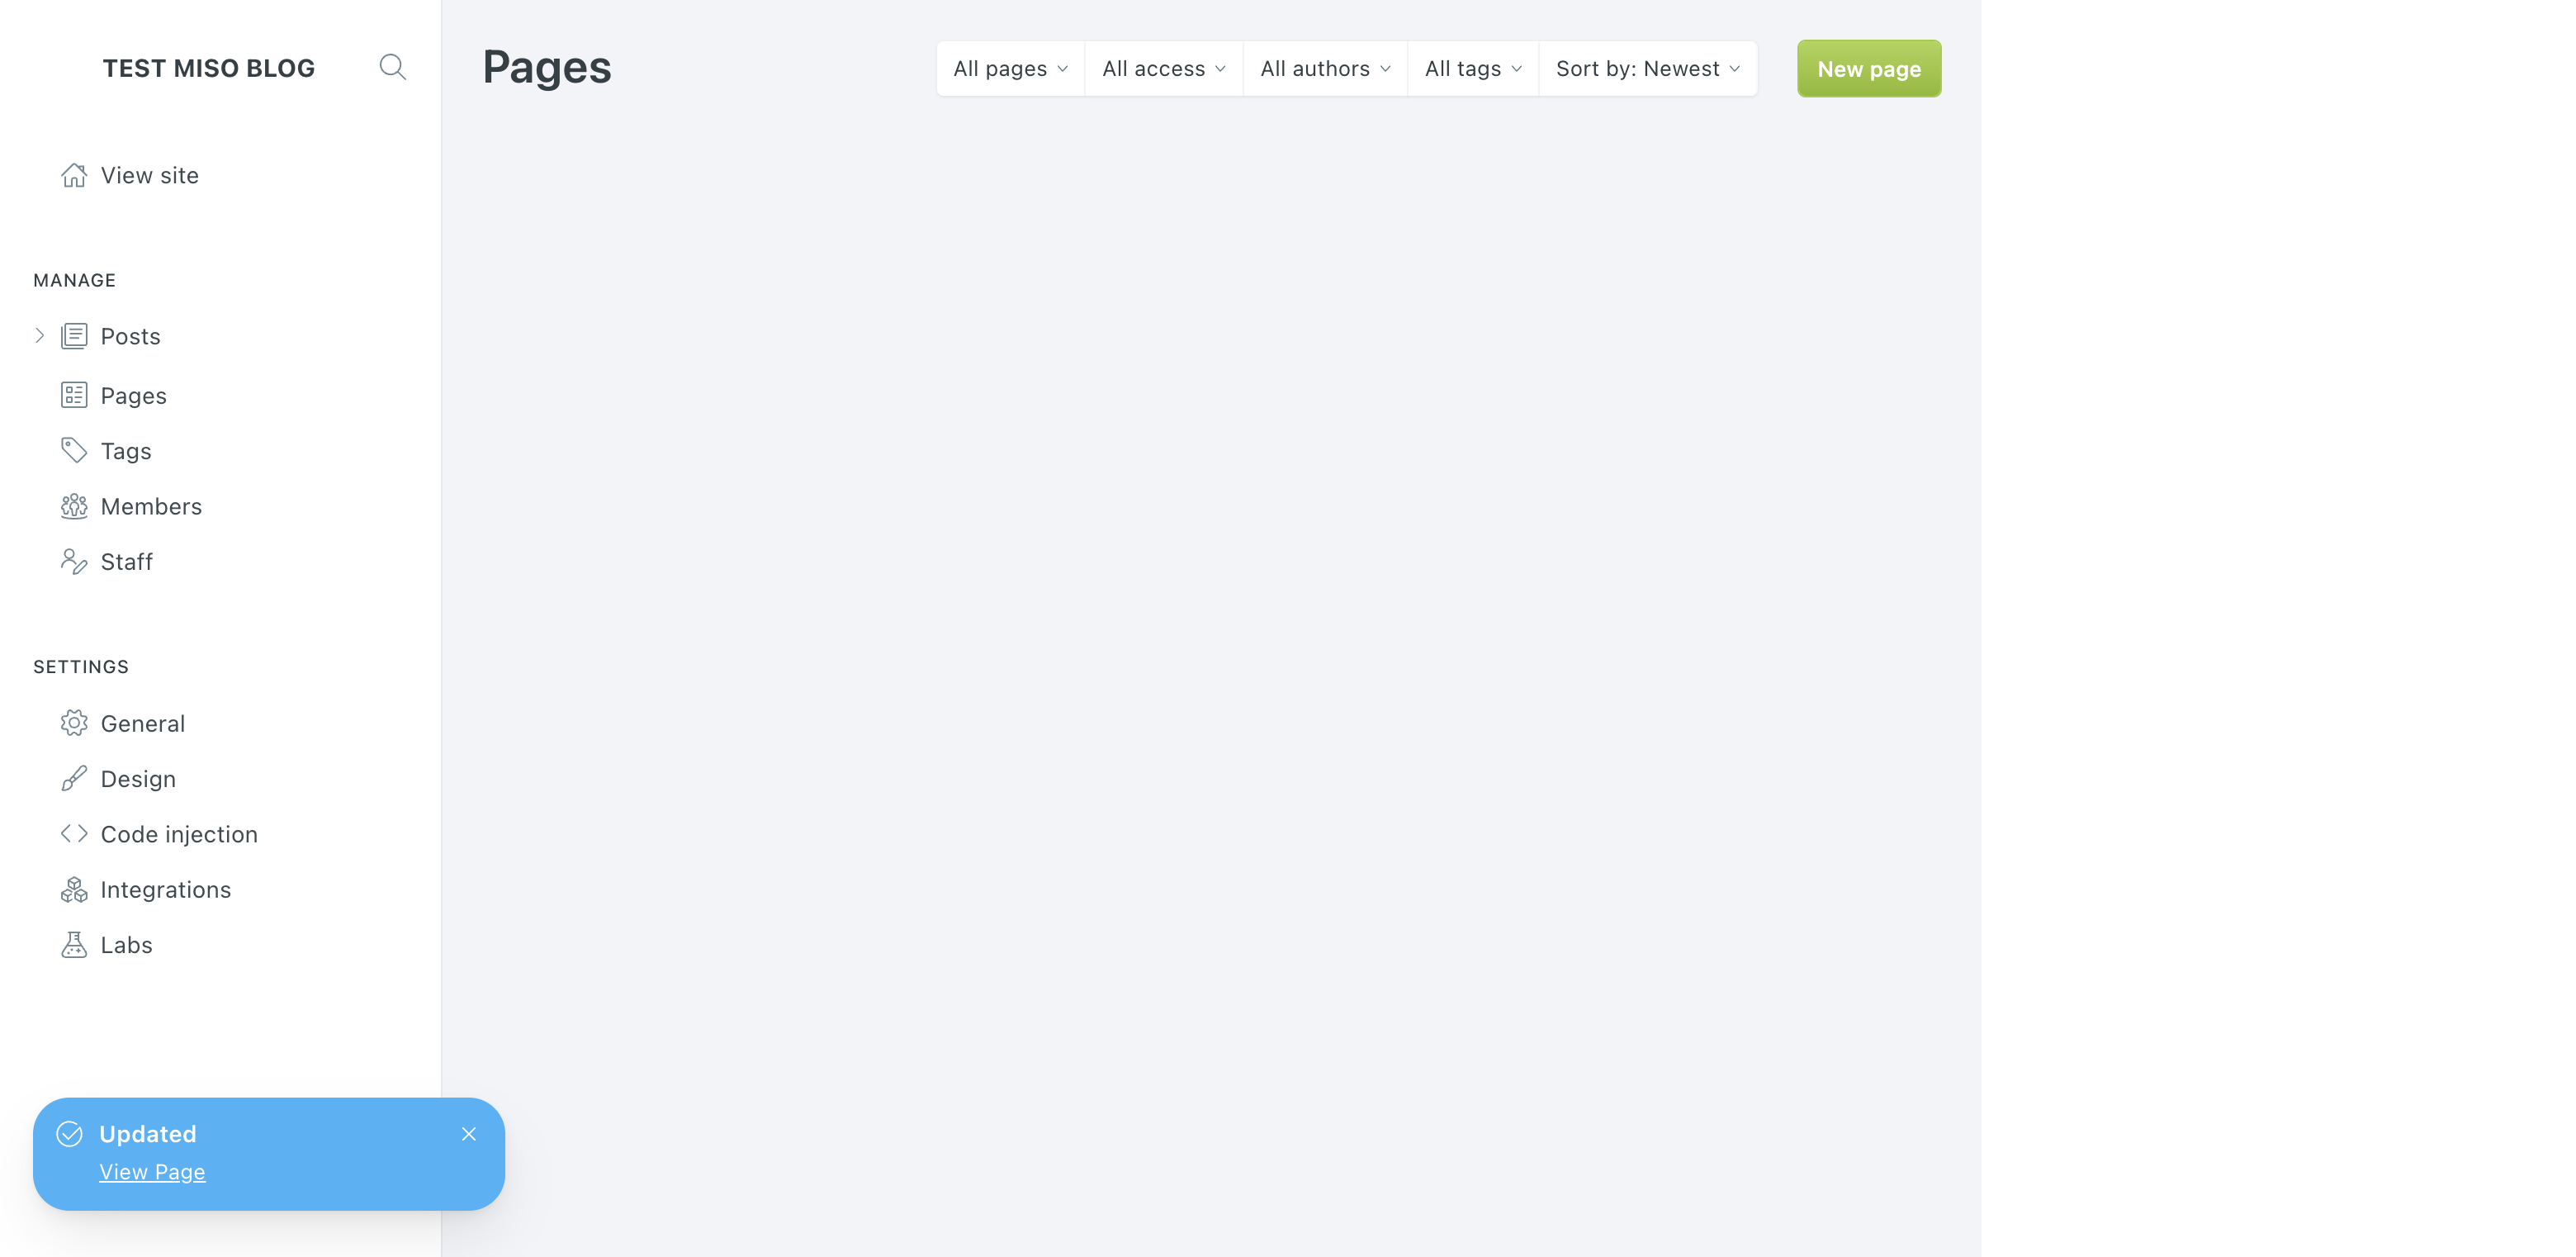 TEST MISO BLOG
View site
MANAGE
Posts
Pages
Tags
Members
Staff
SETTINGS
General
Design
Code injection
Integrations
Labs
Updated
View Page
Pages
All pages
All access
All authors
All tags
Sort by: Newest
New page